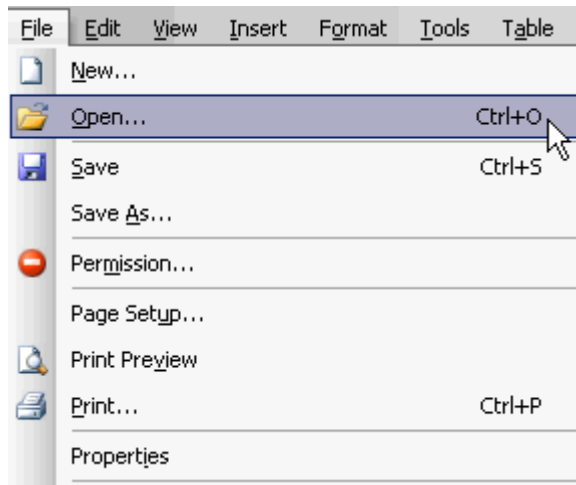 File Edit View Insert Format Tools Table
New...
Open... Ctrl+O
Save Ctrl+S
Save As...
Permission...
Page Setup...
Print Preview
Print... Ctrl+P
Properties